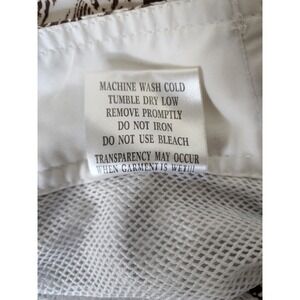 MACHINE WASH COLD
TUMBLE DRY LOW
REMOVE PROMPTLY
DO NOT IRON
DO NOT USE BLEACH
TRANSPARENCY MAY OCCUR
WHEN GARMENT IS WET!!!